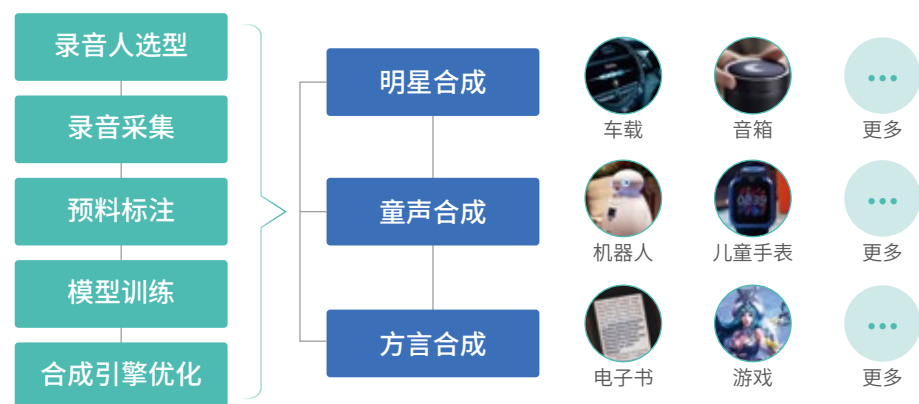 录音人选型
录音采集
预料标注
模型训练
合成引擎优化
明星合成
童声合成
方言合成
车载
音箱
更多
机器人
儿童手表
更多
电子书
游戏
更多